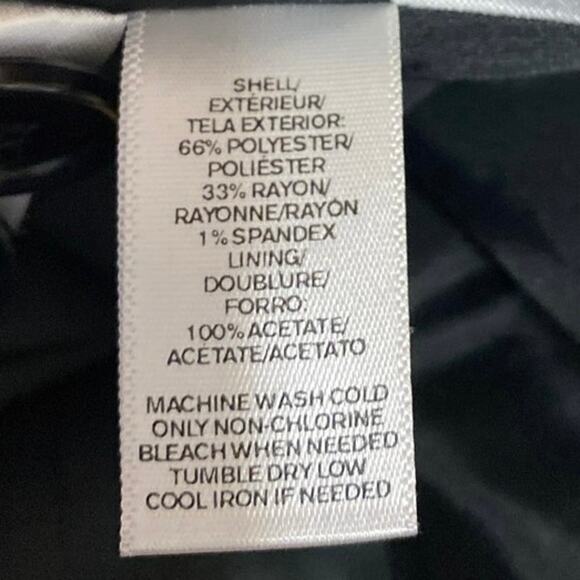 SHELL/
EXTÉRIEUR/
TELA EXTERIOR:
66% POLYESTER/
POLIÉSTER
33% RAYON/
RAYONNE/RAYÓN
1% SPANDEX
LINING/
DOUBLURE/
FORRO:
100% ACETATE/
ACETATE/ACETATO
MACHINE WASH COLD
ONLY NON-CHLORINE
BLEACH WHEN NEEDED
TUMBLE DRY LOW
COOL IRON IF NEEDED